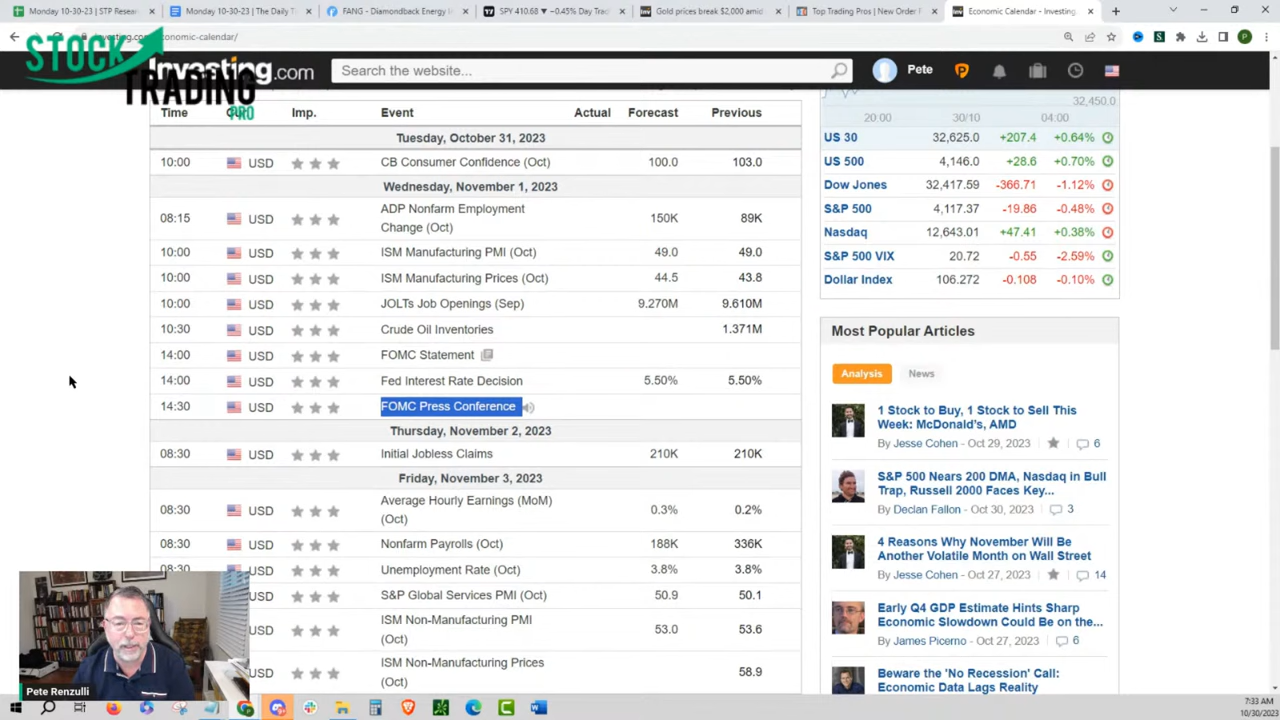 Monday 10-30-23 | STP Resear
Monday 10-30-23 | The Daily T
FANG - Diamondback Energy I
SPY 410.68 ▼ −0.45% Day Trad
Gold prices break $2,000 amid
Top Trading Pros | New Order F
Economic Calendar - Investing
investing.com/economic-calendar/
STOCK
TRADING
PRO
Investing.com
Search the website...
Pete
Time Imp. Event Actual Forecast Previous
Tuesday, October 31, 2023
10:00 USD CB Consumer Confidence (Oct) 100.0 103.0
Wednesday, November 1, 2023
08:15 USD ADP Nonfarm Employment
Change (Oct) 150K 89K
10:00 USD ISM Manufacturing PMI (Oct) 49.0 49.0
10:00 USD ISM Manufacturing Prices (Oct) 44.5 43.8
10:00 USD JOLTs Job Openings (Sep) 9.270M 9.610M
10:30 USD Crude Oil Inventories 1.371M
14:00 USD FOMC Statement
14:00 USD Fed Interest Rate Decision 5.50% 5.50%
14:30 USD FOMC Press Conference
Thursday, November 2, 2023
08:30 USD Initial Jobless Claims 210K 210K
Friday, November 3, 2023
08:30 USD Average Hourly Earnings (MoM)
(Oct) 0.3% 0.2%
08:30 USD Nonfarm Payrolls (Oct) 188K 336K
08:30 USD Unemployment Rate (Oct) 3.8% 3.8%
USD S&P Global Services PMI (Oct) 50.9 50.1
USD ISM Non-Manufacturing PMI
(Oct) 53.0 53.6
USD ISM Non-Manufacturing Prices
(Oct) 58.9
32,450.0
20:00 30/10 04:00
US 30 32,625.0 +207.4 +0.64%
US 500 4,146.0 +28.6 +0.70%
Dow Jones 32,417.59 -366.71 -1.12%
S&P 500 4,117.37 -19.86 -0.48%
Nasdaq 12,643.01 +47.41 +0.38%
S&P 500 VIX 20.72 -0.55 -2.59%
Dollar Index 106.272 -0.108 -0.10%
Most Popular Articles
Analysis News
1 Stock to Buy, 1 Stock to Sell This
Week: McDonald's, AMD
By Jesse Cohen - Oct 29, 2023 6
S&P 500 Nears 200 DMA, Nasdaq in Bull
Trap, Russell 2000 Faces Key...
By Declan Fallon - Oct 30, 2023 3
4 Reasons Why November Will Be
Another Volatile Month on Wall Street
By Jesse Cohen - Oct 27, 2023 14
Early Q4 GDP Estimate Hints Sharp
Economic Slowdown Could Be on the...
By James Picerno - Oct 27, 2023 6
Beware the 'No Recession' Call:
Economic Data Lags Reality
Pete Renzulli
7:33 AM
10/30/2023